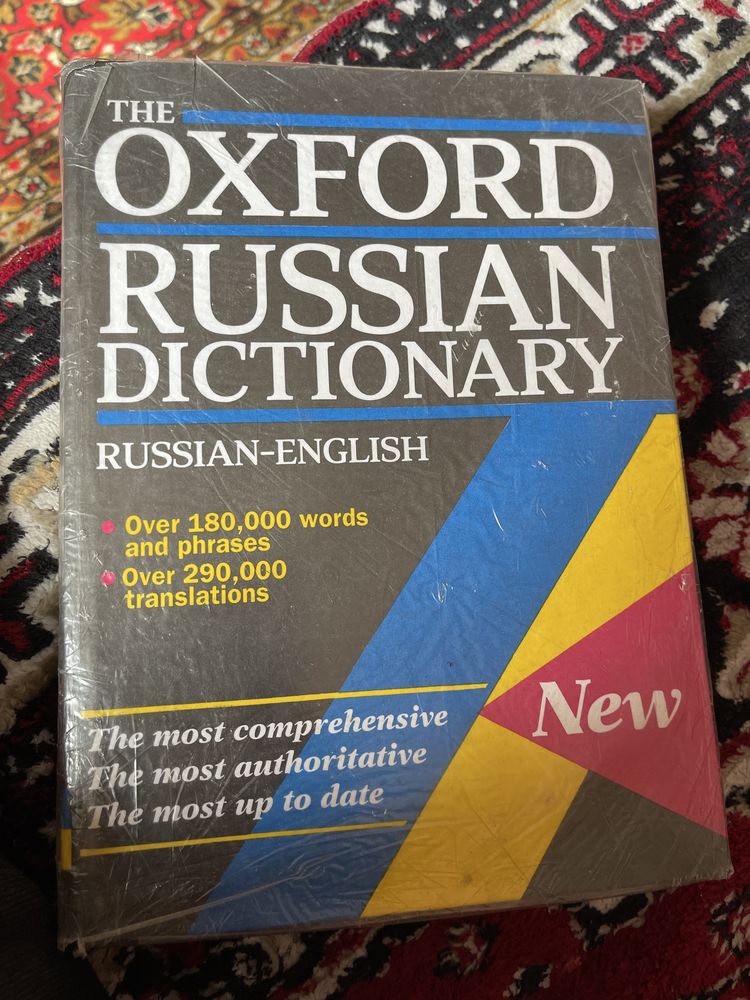 THE
OXFORD
RUSSIAN
DICTIONARY
RUSSIAN-ENGLISH
Over 180,000 words
and phrases
Over 290,000
translations
The most comprehensive
The most authoritative
The most up to date
New